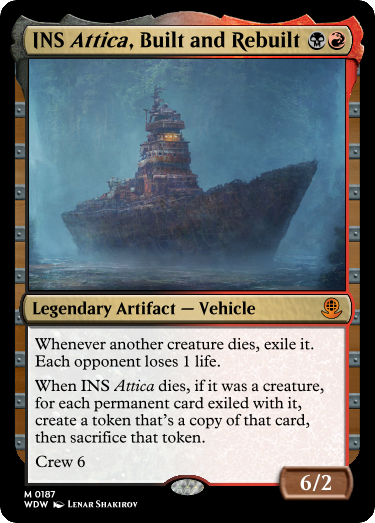 INS Attica, Built and Rebuilt
Legendary Artifact — Vehicle
Whenever another creature dies, exile it.
Each opponent loses 1 life.
When INS Attica dies, if it was a creature,
for each permanent card exiled with it,
create a token that's a copy of that card,
then sacrifice that token.
Crew 6
6/2
M 0187
WDW Lenar Shakirov